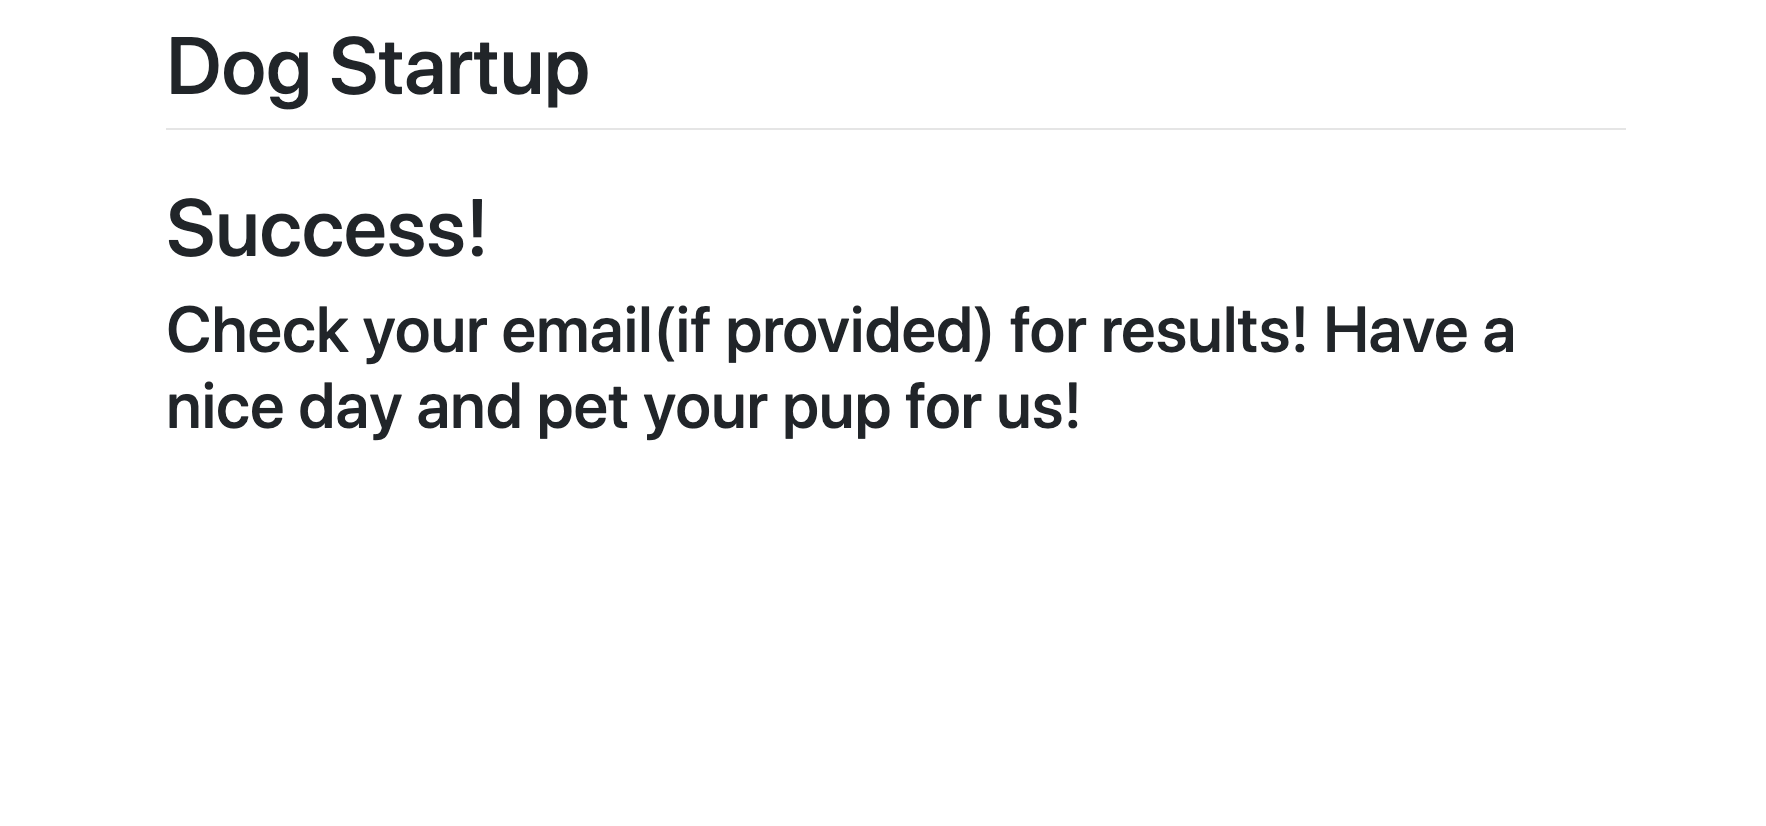 Dog Startup
Success!
Check your email(if provided) for results! Have a
nice day and pet your pup for us!